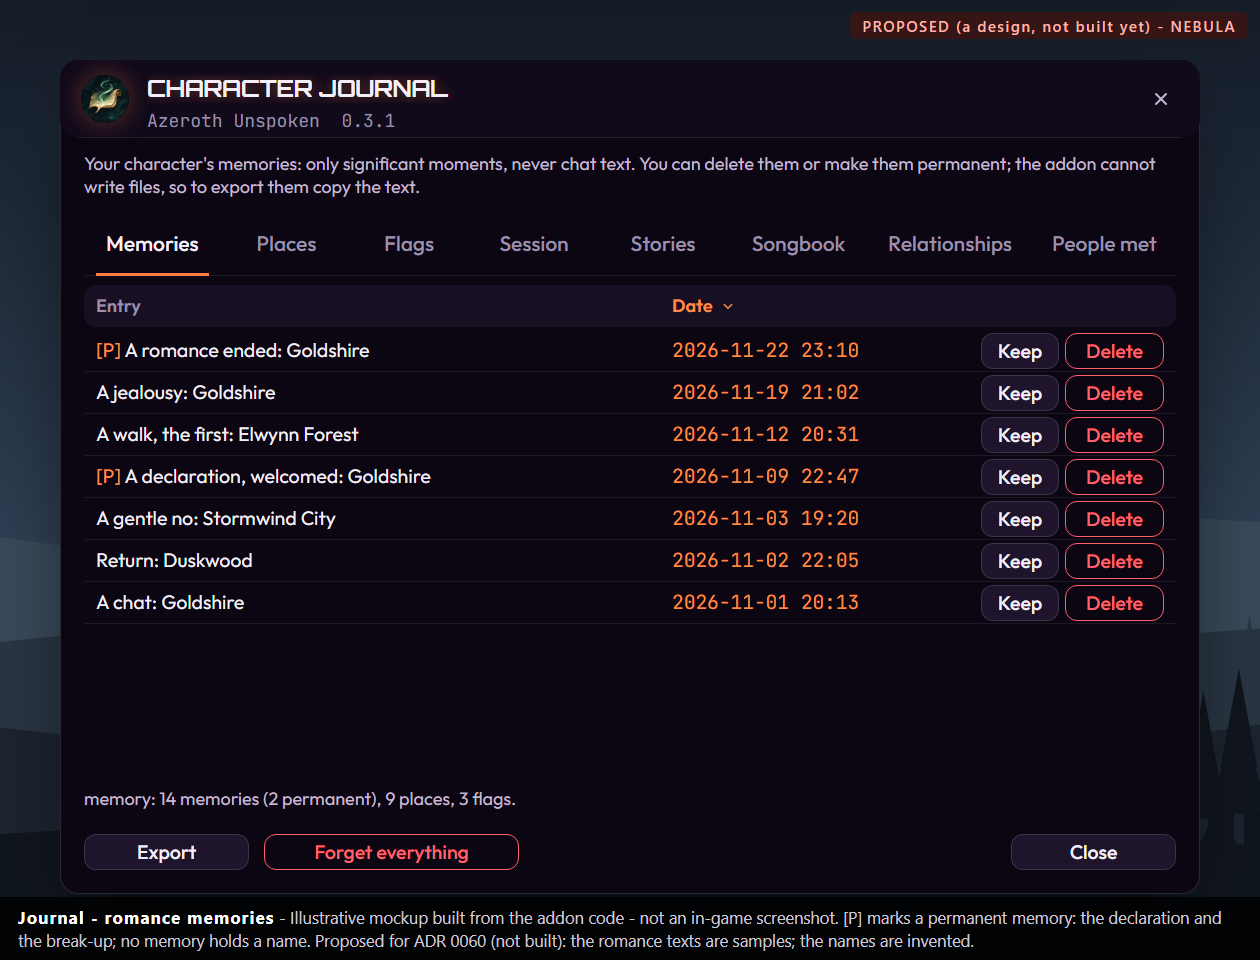 PROPOSED (a design, not built yet) - NEBULA
CHARACTER JOURNAL
Azeroth Unspoken 0.3.1
Your character's memories: only significant moments, never chat text. You can delete them or make them permanent; the addon cannot
write files, so to export them copy the text.
Memories Places Flags Session Stories Songbook Relationships People met
Entry Date
[P] A romance ended: Goldshire 2026-11-22 23:10 Keep Delete
A jealousy: Goldshire 2026-11-19 21:02 Keep Delete
A walk, the first: Elwynn Forest 2026-11-12 20:31 Keep Delete
[P] A declaration, welcomed: Goldshire 2026-11-09 22:47 Keep Delete
A gentle no: Stormwind City 2026-11-03 19:20 Keep Delete
Return: Duskwood 2026-11-02 22:05 Keep Delete
A chat: Goldshire 2026-11-01 20:13 Keep Delete
memory: 14 memories (2 permanent), 9 places, 3 flags.
Export Forget everything Close
Journal - romance memories - Illustrative mockup built from the addon code - not an in-game screenshot. [P] marks a permanent memory: the declaration and
the break-up; no memory holds a name. Proposed for ADR 0060 (not built): the romance texts are samples; the names are invented.